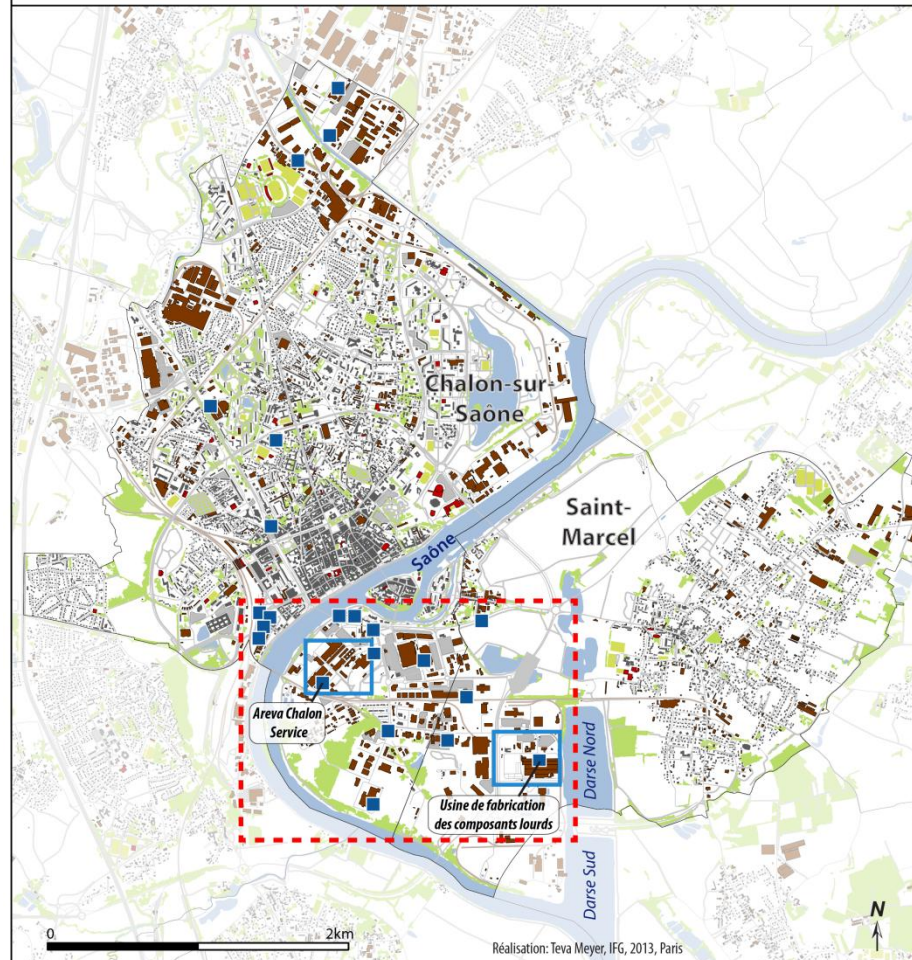 Chalon-sur-
Saône
Saint-
Marcel
Saône
Areva Chalon
Service
Usine de fabrication
des composants lourds
Darse Nord
Darse Sud
0
2km
Réalisation: Teva Meyer, IFG, 2013, Paris
N